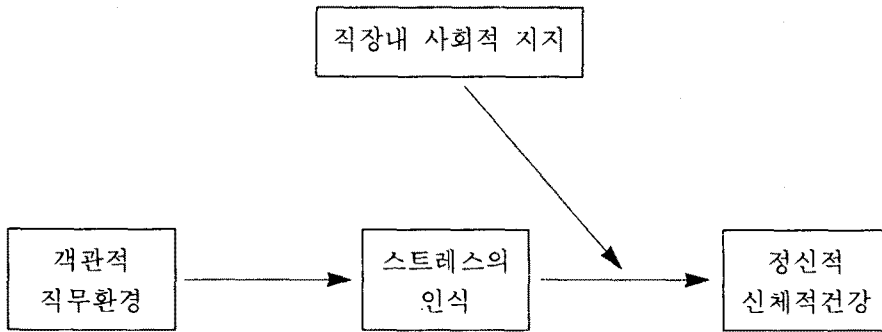 직장내 사회적 지지
객관적
직무환경
스트레스의
인식
정신적
신체적건강